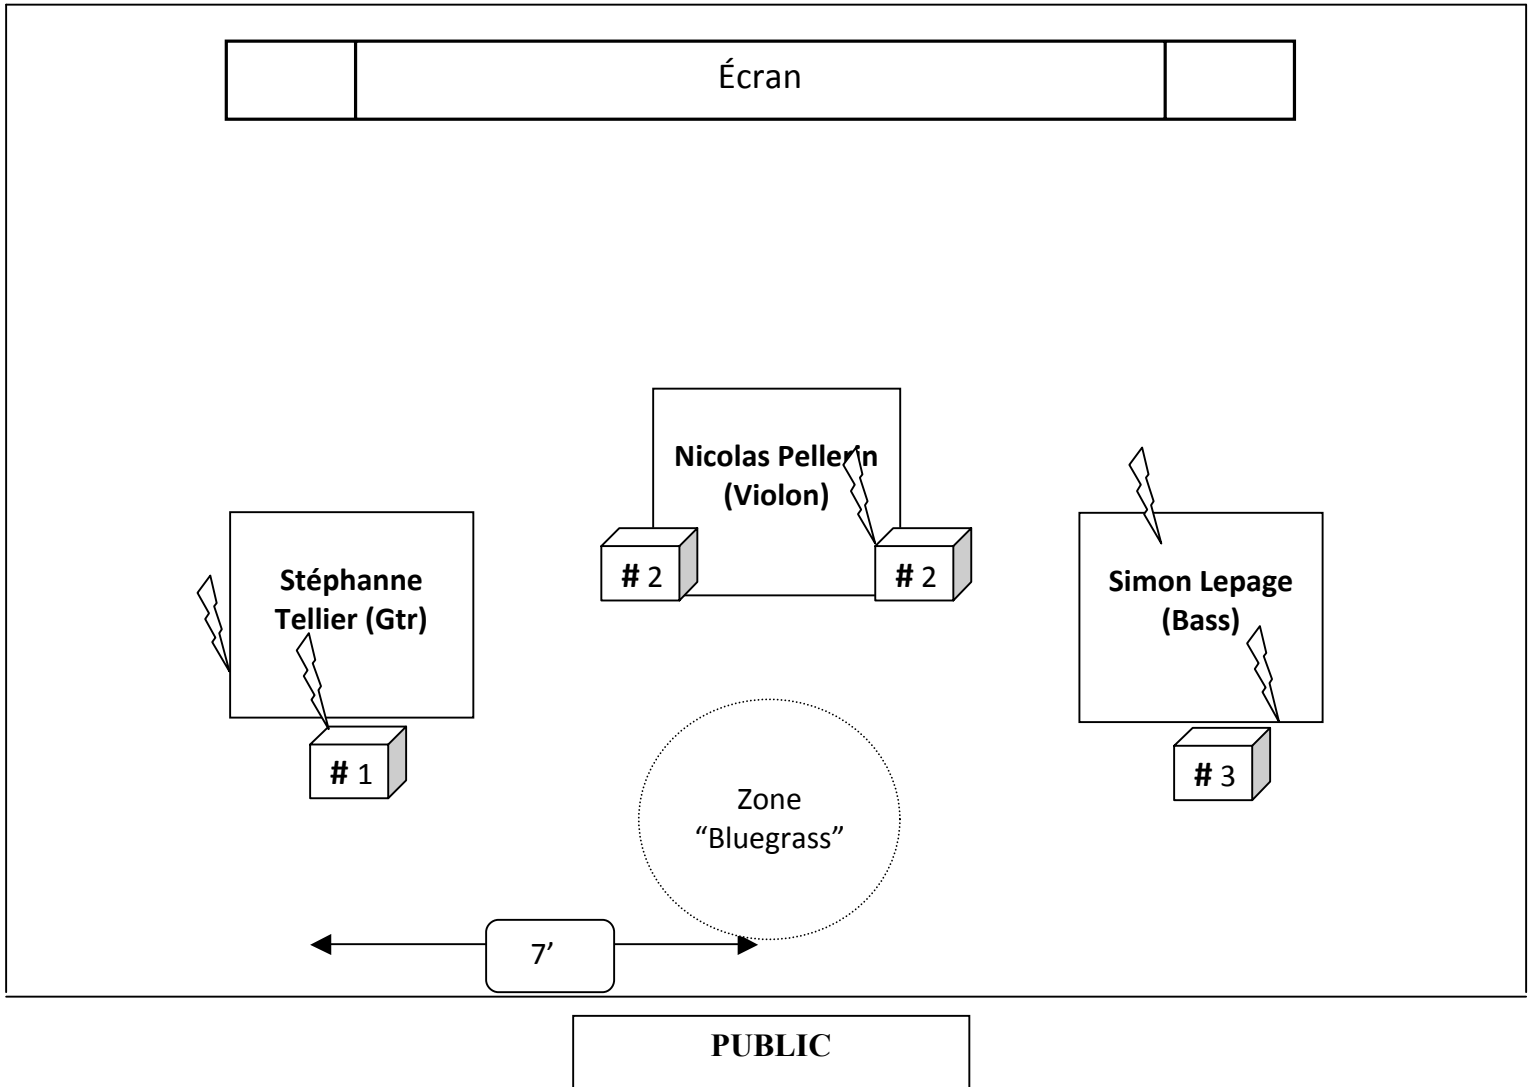 Écran
Nicolas Pellerin
(Violon)
# 2
# 2
Stéphanne
Tellier (Gtr)
Simon Lepage
(Bass)
# 1
# 3
Zone
“Bluegrass”
7’
PUBLIC